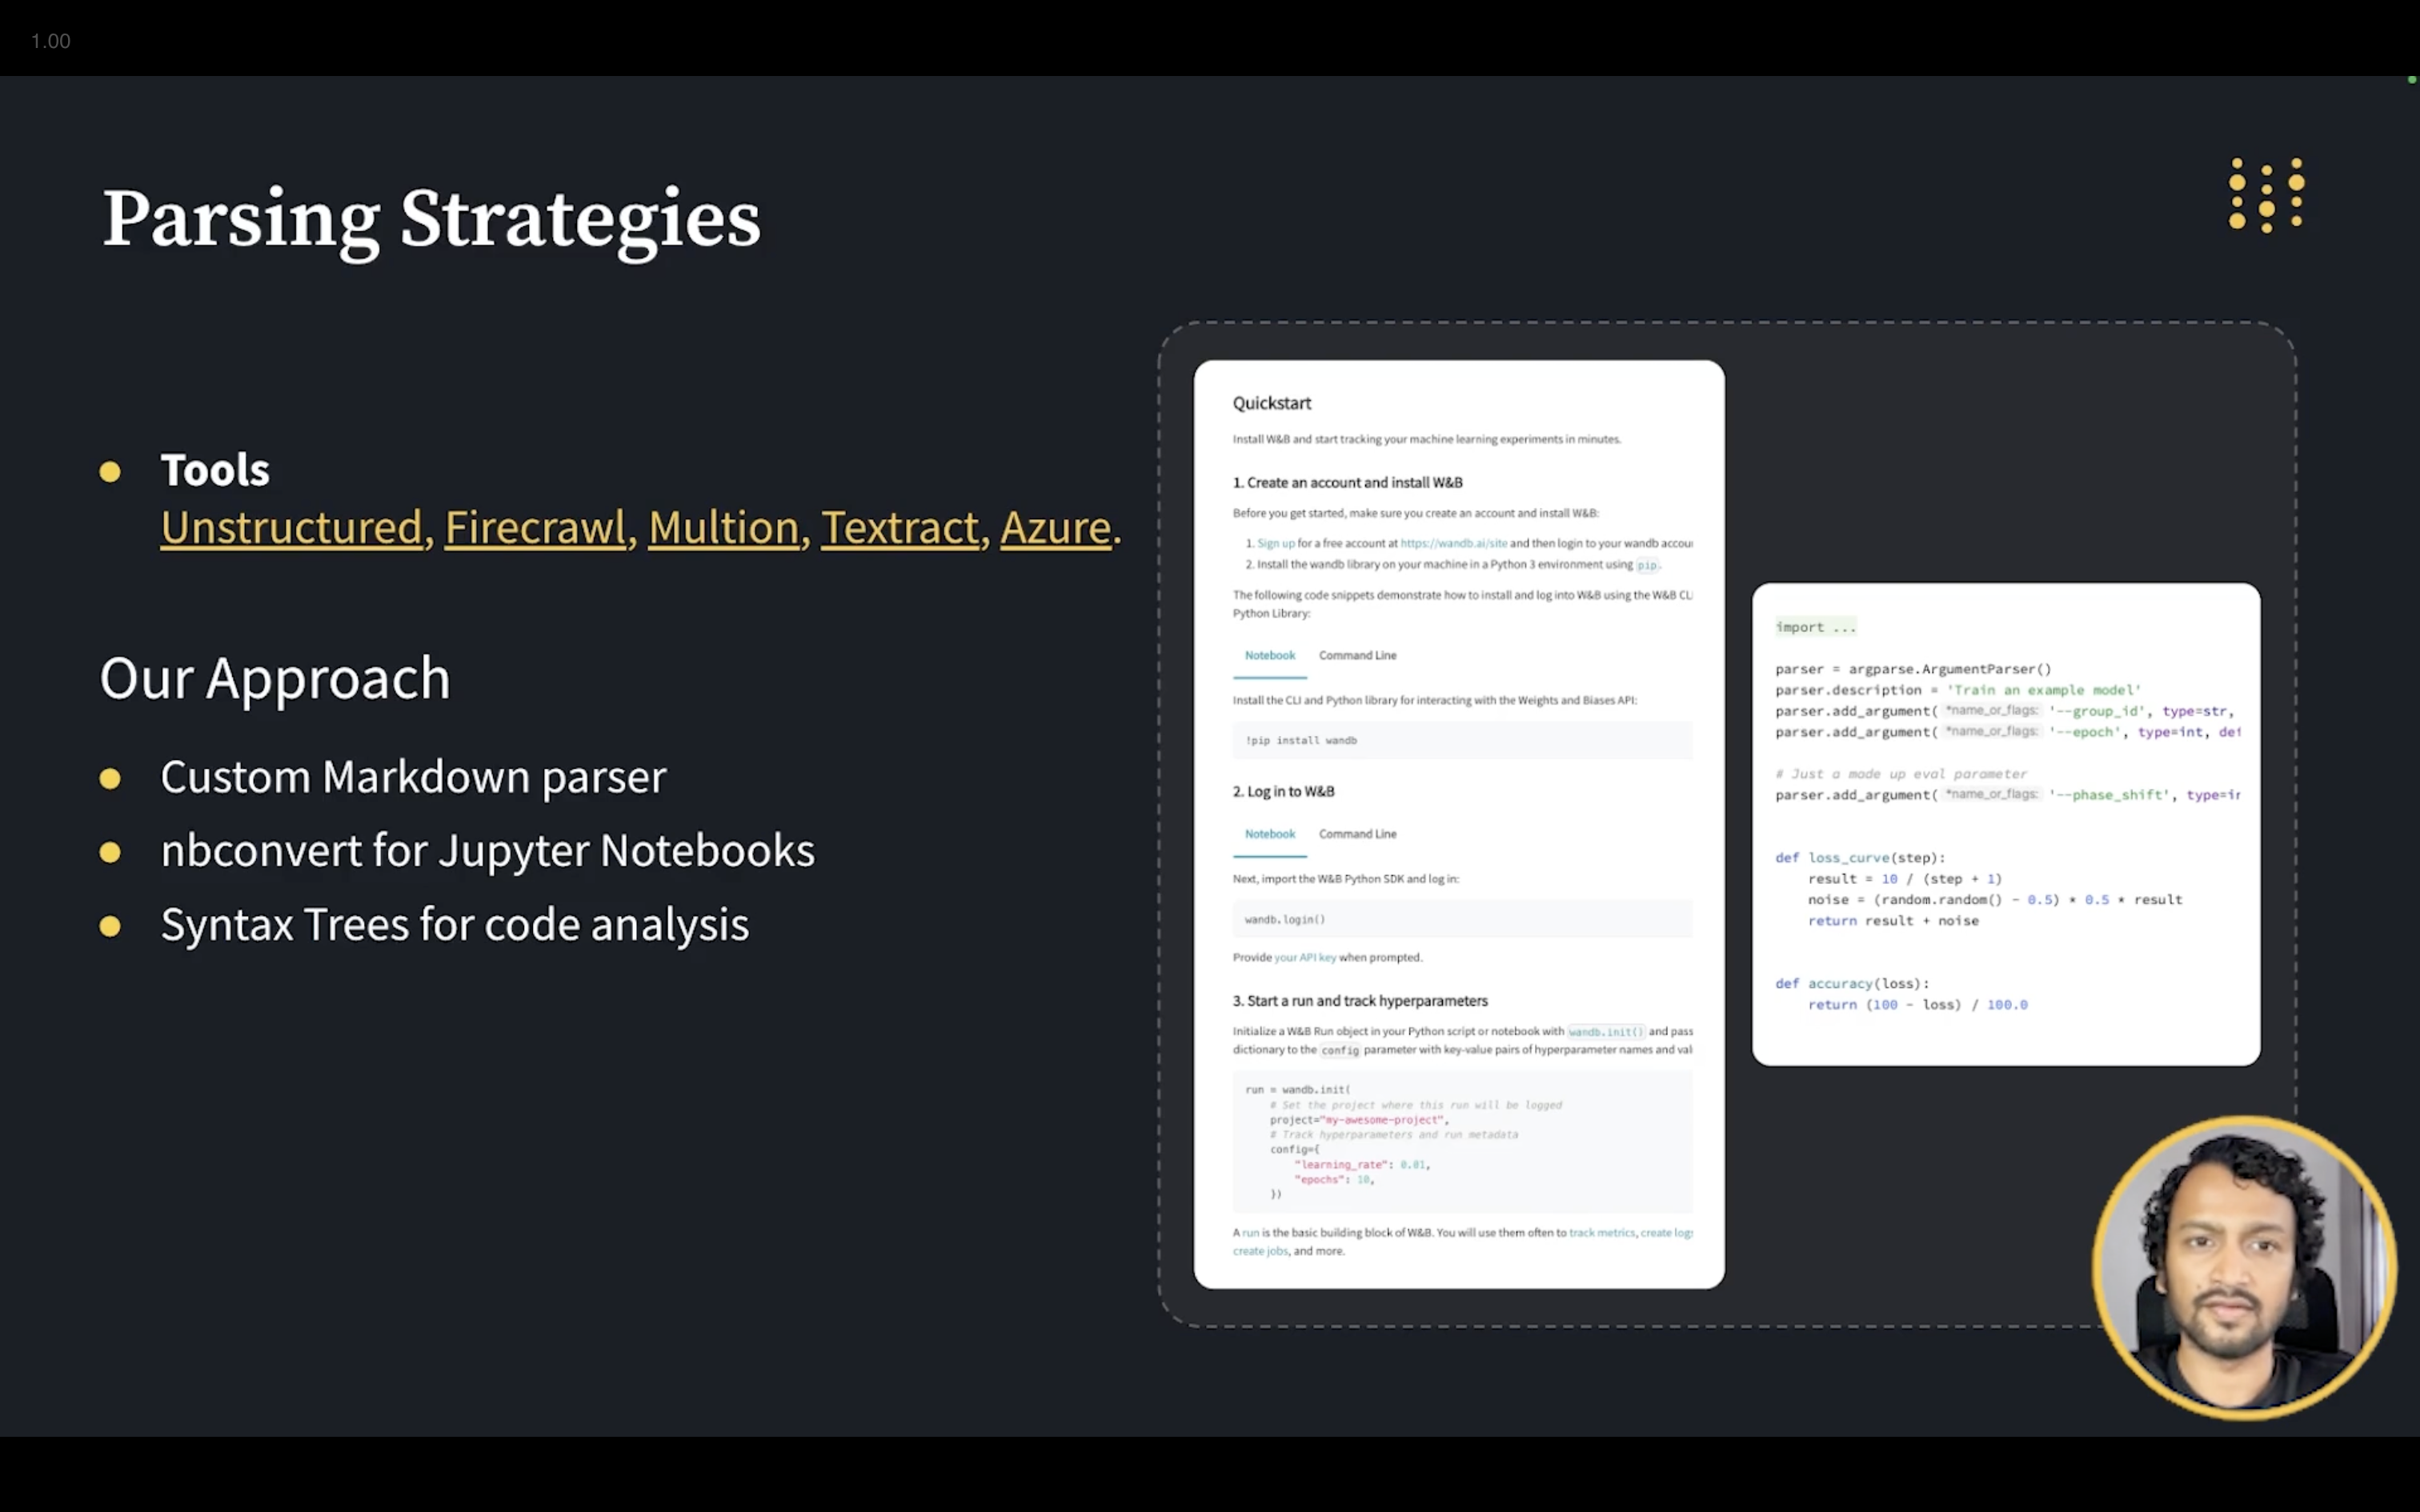 1.00
Parsing Strategies
Tools
Unstructured, Firecrawl, Multion, Textract, Azure.
Our Approach
Custom Markdown parser
nbconvert for Jupyter Notebooks
Syntax Trees for code analysis
Quickstart
Install W&B and start tracking your machine learning experiments in minutes.
1. Create an account and install W&B
Before you get started, make sure you create an account and install W&B:
1. Sign up for a free account at https://wandb.ai/site and then login to your wandb accou
2. Install the wandb library on your machine in a Python 3 environment using pip.
The following code snippets demonstrate how to install and log into W&B using the W&B CL
Python Library:
Notebook Command Line
Install the CLI and Python library for interacting with the Weights and Biases API:
!pip install wandb
2. Log in to W&B
Notebook Command Line
Next, import the W&B Python SDK and log in:
wandb.login()
Provide your API key when prompted.
3. Start a run and track hyperparameters
Initialize a W&B Run object in your Python script or notebook with wandb.init() and pass
dictionary to the config parameter with key-value pairs of hyperparameter names and val
run = wandb.init(
# Set the project where this run will be logged
project="my-awesome-project",
# Track hyperparameters and run metadata
config={
"learning_rate": 0.01,
"epochs": 10,
})
A run is the basic building block of W&B. You will use them often to track metrics, create logs
create jobs, and more.
import ...
parser = argparse.ArgumentParser()
parser.description = 'Train an example model'
parser.add_argument( *name_or_flags: '--group_id', type=str,
parser.add_argument( *name_or_flags: '--epoch', type=int, def
# Just a made up eval parameter
parser.add_argument( *name_or_flags: '--phase_shift', type=in
def loss_curve(step):
result = 10 / (step + 1)
noise = (random.random() - 0.5) * 0.5 * result
return result + noise
def accuracy(loss):
return (100 - loss) / 100.0